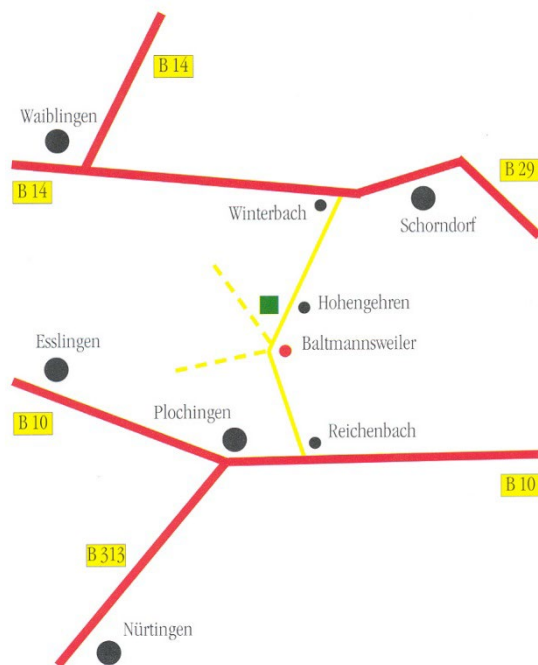 B 14
Waiblingen
B 14
B 29
Winterbach
Schorndorf
Hohengehren
Baltmannsweiler
Esslingen
B 10
Plochingen
Reichenbach
B 10
B 313
Nürtingen